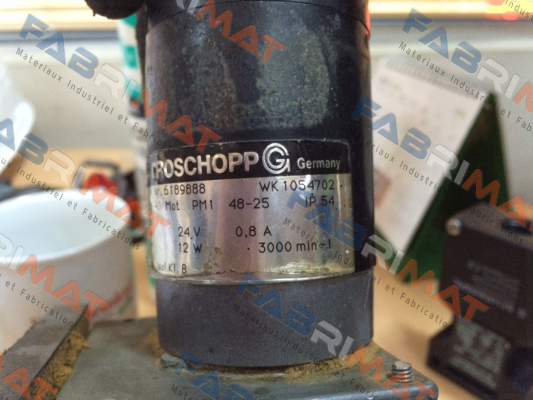 ROSCHOPP G Germany
6189888 WK 1054702
Mot PM1 48-25 IP 54
24 V 0.8 A
12 W 3000 min-1
Kl. B
FABRIMAT
Materiaux Industriel et Fabrication